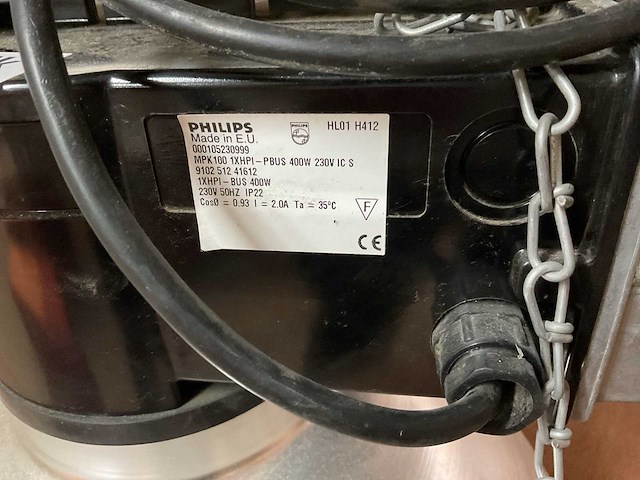 PHILIPS
HL01 H412
Made in E.U.
000105230999
MPK100 1XHPI-PBUS 400W 230V IC S
9102 512 41612
1XHPI-BUS 400W
230V 50HZ IP22
CosØ = 0.93 I = 2.0A Ta = 35°C
F
CE